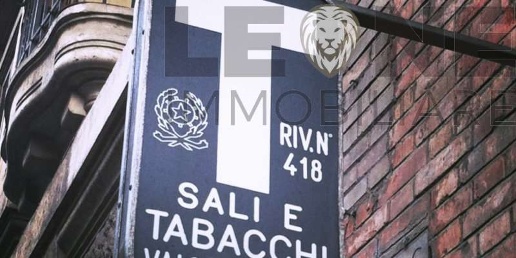 LEONE
IMMOBILIARE
T
RIV. N°
418
SALI E
TABACCHI